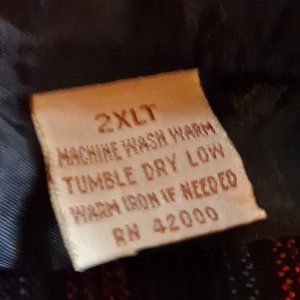 2XLT
MACHINE WASH WARM
TUMBLE DRY LOW
WARM IRON IF NEEDED
RN 42000